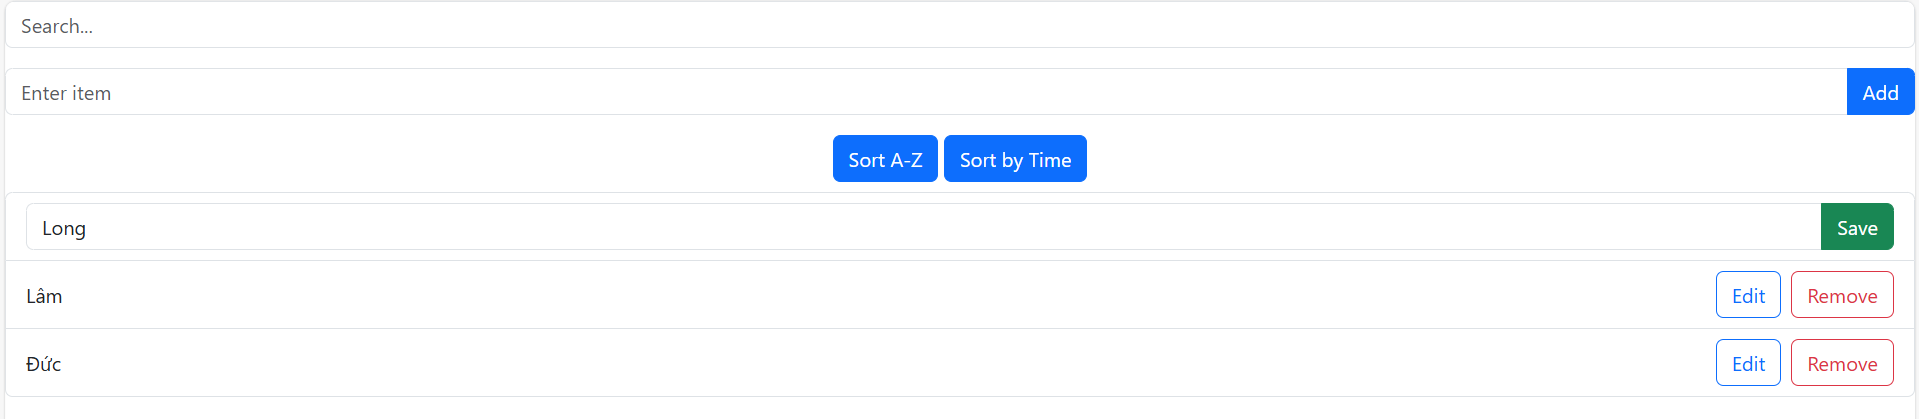 Search...
Enter item Add
Sort A-Z Sort by Time
Long Save
Lâm Edit Remove
Đức Edit Remove